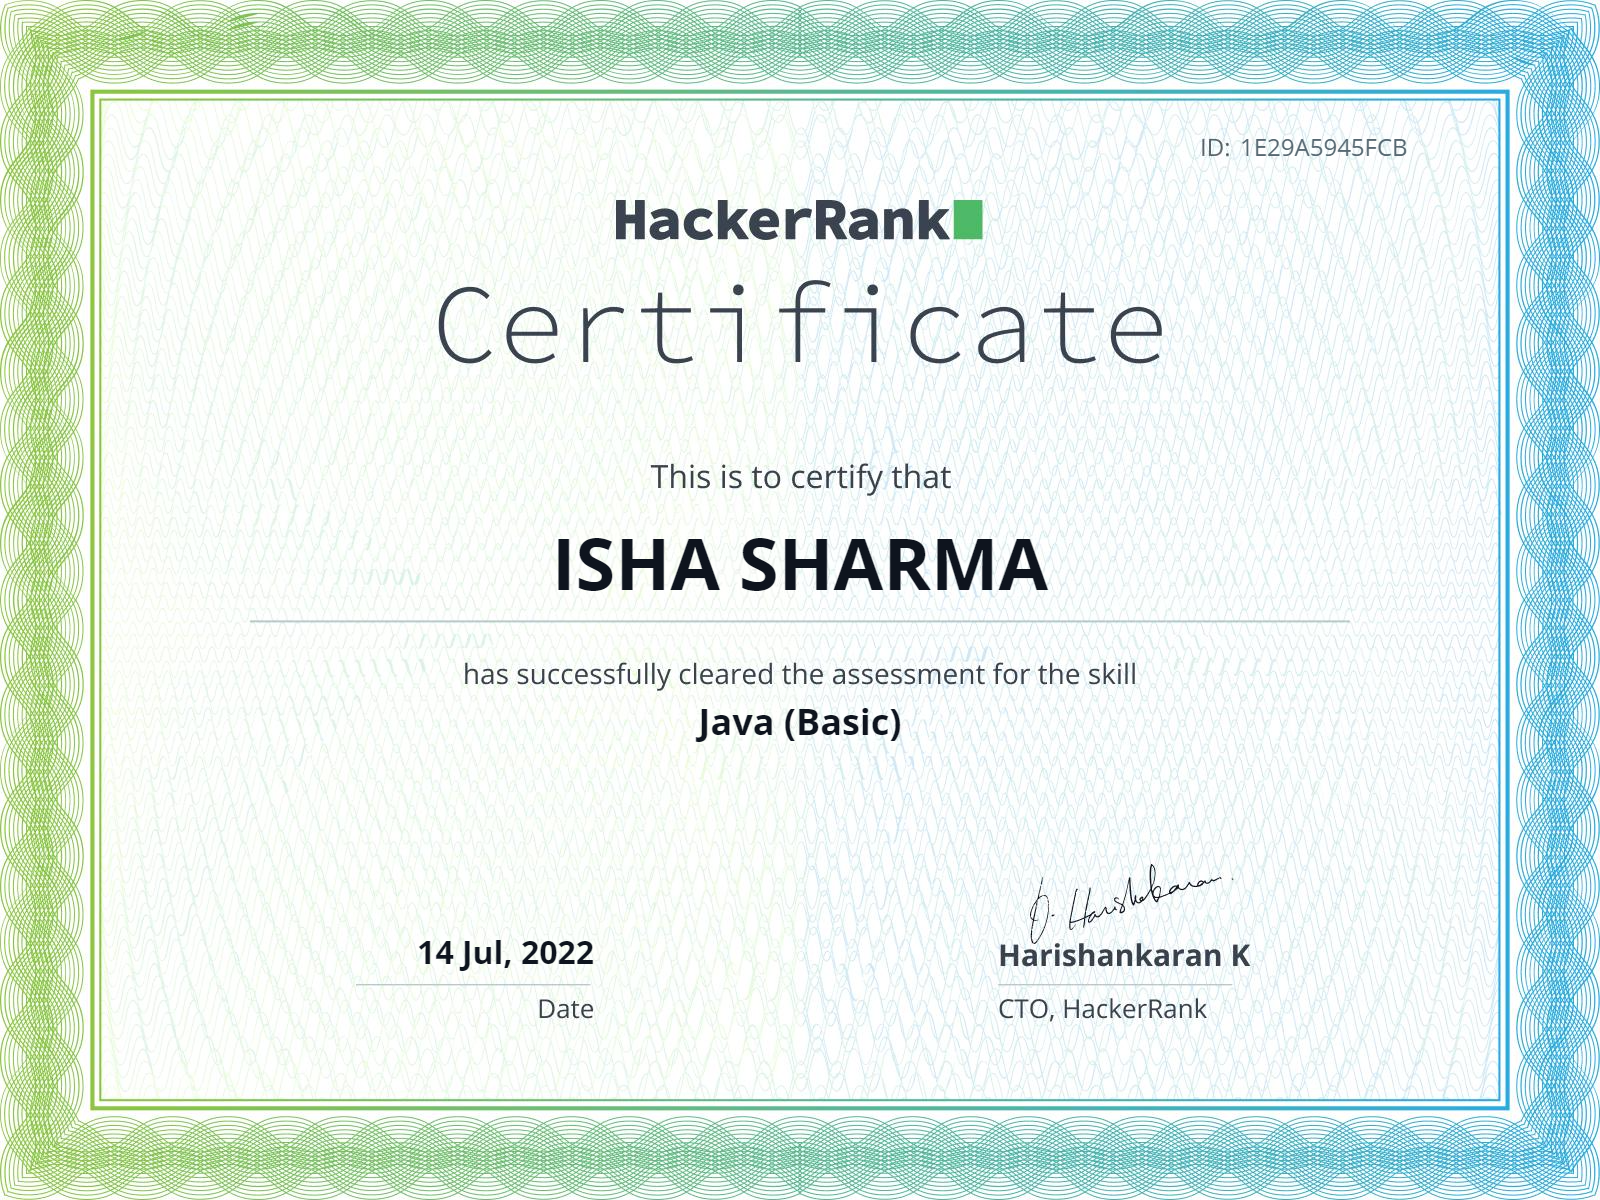 ID: 1E29A5945FCB
HackerRank
Certificate
This is to certify that
ISHA SHARMA
has successfully cleared the assessment for the skill
Java (Basic)
14 Jul, 2022
Date
Harishankaran
Harishankaran K
CTO, HackerRank